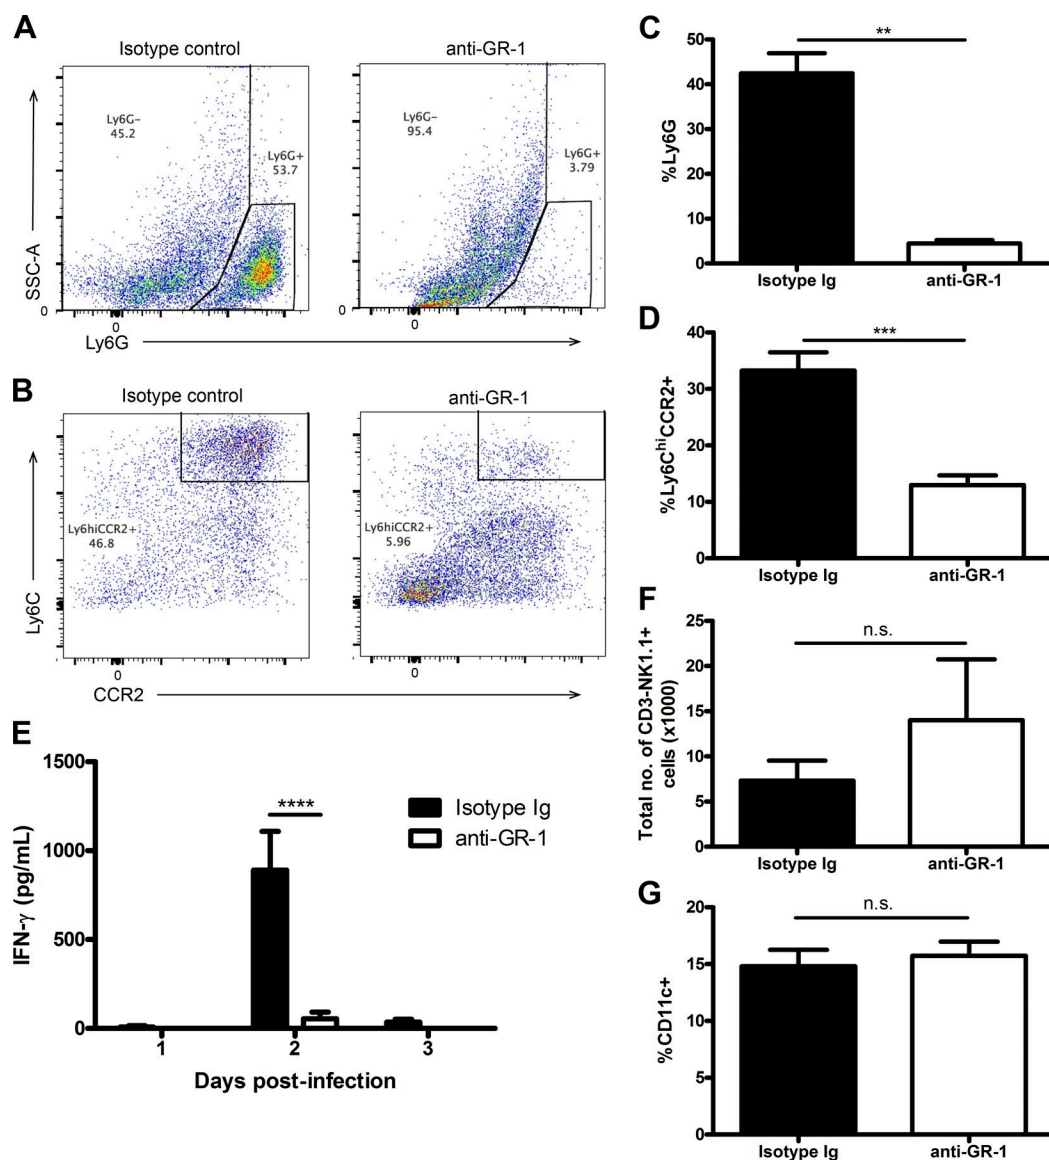 A
Isotype control
anti-GR-1
Ly6G-
45.2
Ly6G+
53.7
Ly6G-
95.4
Ly6G+
3.79
SSC-A
0
0
0
0
Ly6G
B
Isotype control
anti-GR-1
Ly6hiCCR2+
46.8
Ly6hiCCR2+
5.96
Ly6C
0
0
CCR2
E
1500
1000
500
0
IFN-γ (pg/mL)
****
Isotype Ig
anti-GR-1
1
2
3
Days post-infection
C
50
40
30
20
10
0
%Ly6G
**
Isotype Ig
anti-GR-1
D
40
30
20
10
0
%Ly6ChiCCR2+
***
Isotype Ig
anti-GR-1
F
25
20
15
10
5
0
Total no. of CD3-NK1.1+
cells (x1000)
n.s.
Isotype Ig
anti-GR-1
G
20
15
10
5
0
%CD11c+
n.s.
Isotype Ig
anti-GR-1